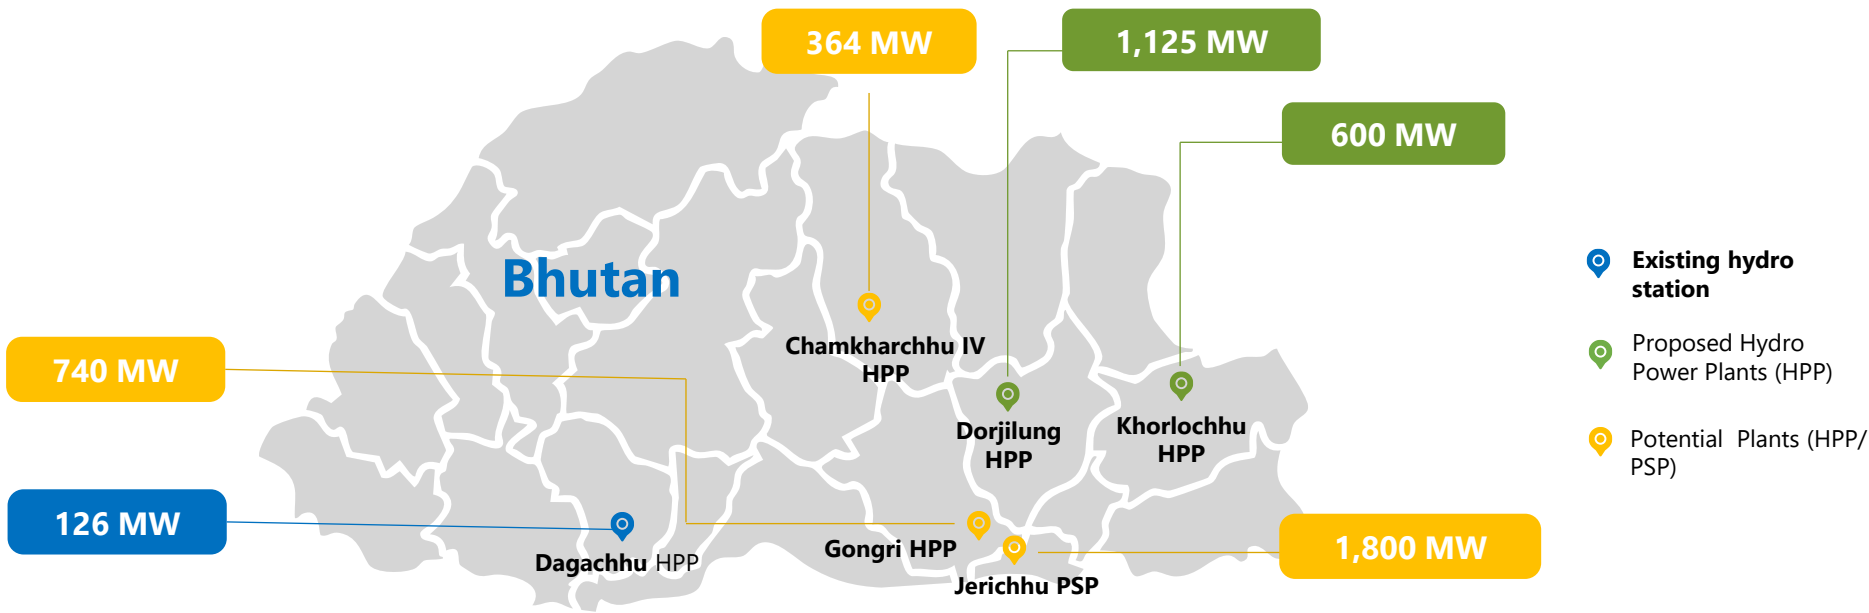 364 MW
1,125 MW
600 MW
Bhutan
Existing hydro
station
Chamkharchhu IV
HPP
Proposed Hydro
Power Plants (HPP)
740 MW
Dorjilung
HPP
Khorlochhu
HPP
Potential Plants (HPP/
PSP)
126 MW
Dagachhu HPP
Gongri HPP
Jerichhu PSP
1,800 MW